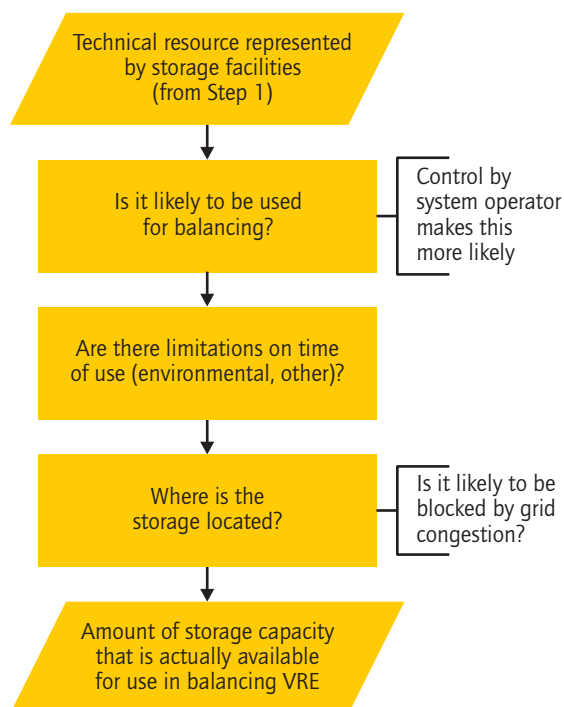 Technical resource represented
by storage facilities
(from Step 1)
Is it likely to be used
for balancing?
Control by
system operator
makes this
more likely
Are there limitations on time
of use (environmental, other)?
Where is the
storage located?
Is it likely to be
blocked by grid
congestion?
Amount of storage capacity
that is actually available
for use in balancing VRE